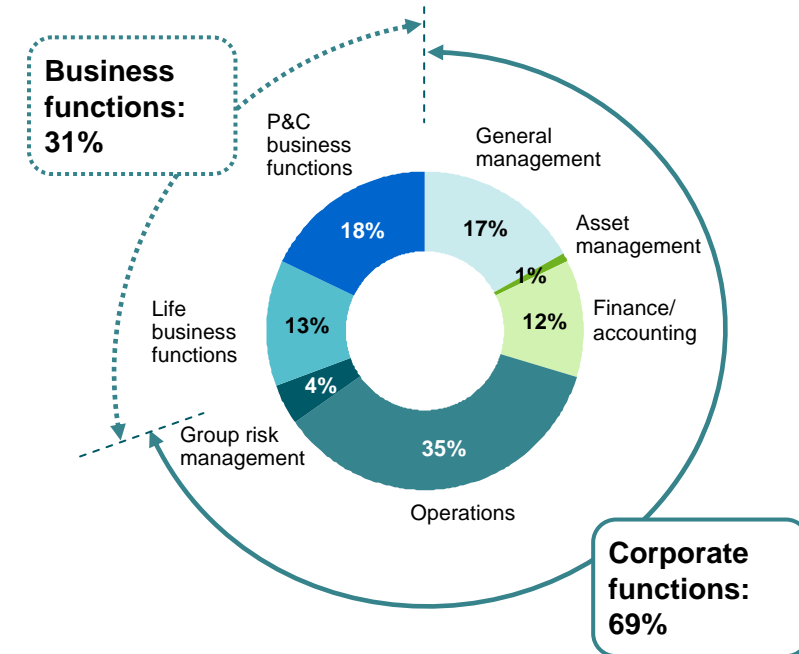 Business
functions:
31%
P&C
business
functions
General
management
18%
17%
Asset
management
1%
Life
business
functions
13%
12%
Finance/
accounting
4%
Group risk
management
35%
Operations
Corporate
functions:
69%